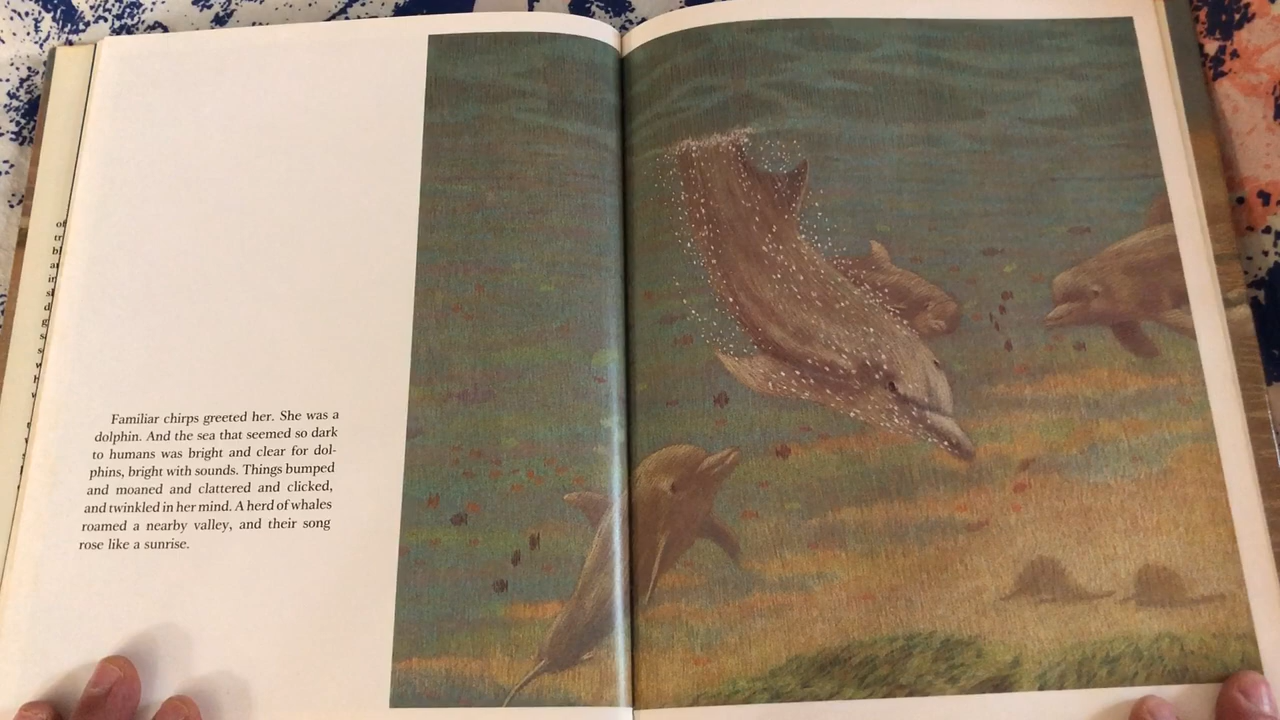 Familiar chirps greeted her. She was a
dolphin. And the sea that seemed so dark
to humans was bright and clear for dol-
phins, bright with sounds. Things bumped
and moaned and clattered and clicked,
and twinkled in her mind. A herd of whales
roamed a nearby valley, and their song
rose like a sunrise.